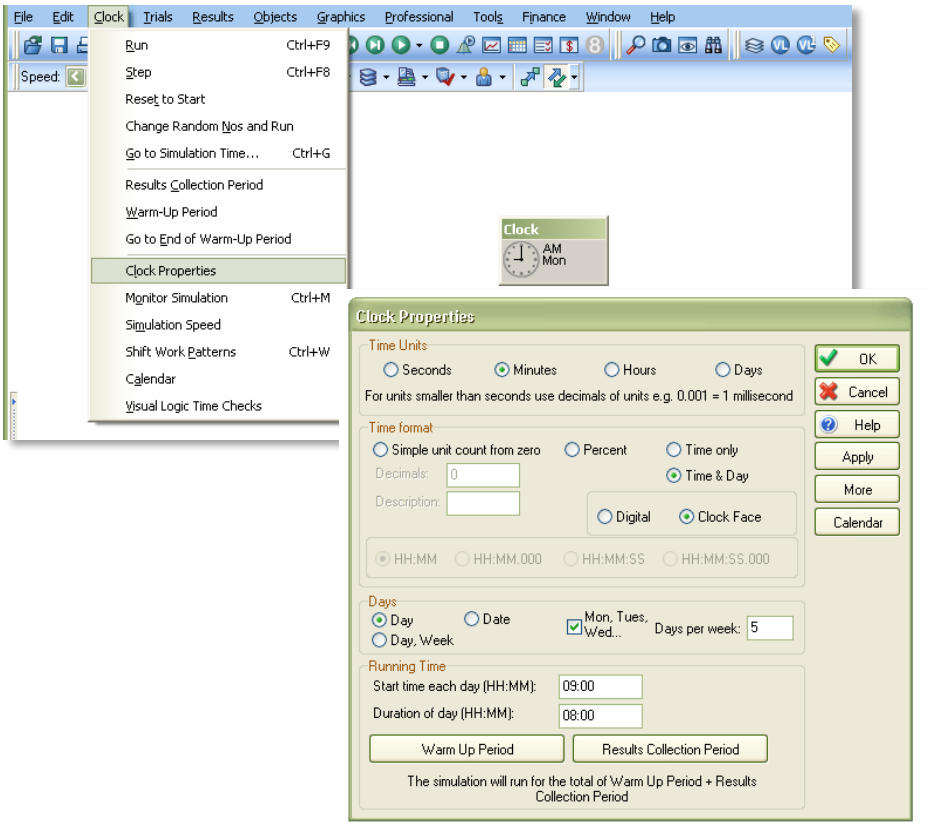 File Edit Clock Trials Results Objects Graphics Professional Tools Finance Window Help
Speed:
Run Ctrl+F9
Step Ctrl+F8
Reset to Start
Change Random Nos and Run
Go to Simulation Time... Ctrl+G
Results Collection Period
Warm-Up Period
Go to End of Warm-Up Period
Clock Properties
Monitor Simulation Ctrl+M
Simulation Speed
Shift Work Patterns Ctrl+W
Calendar
Visual Logic Time Checks
Clock
AM
Mon
Clock Properties
Time Units
Seconds Minutes Hours Days
For units smaller than seconds use decimals of units e.g. 0.001 = 1 millisecond
Time format
Simple unit count from zero Percent Time only
Decimals: 0 Time & Day
Description:
Digital Clock Face
HH:MM HH:MM.000 HH:MM:SS HH:MM:SS.000
Days
Day Date Mon, Tues,
Wed... Days per week: 5
Day, Week
Running Time
Start time each day (HH:MM): 09:00
Duration of day (HH:MM): 08:00
Warm Up Period Results Collection Period
The simulation will run for the total of Warm Up Period + Results
Collection Period
OK
Cancel
Help
Apply
More
Calendar